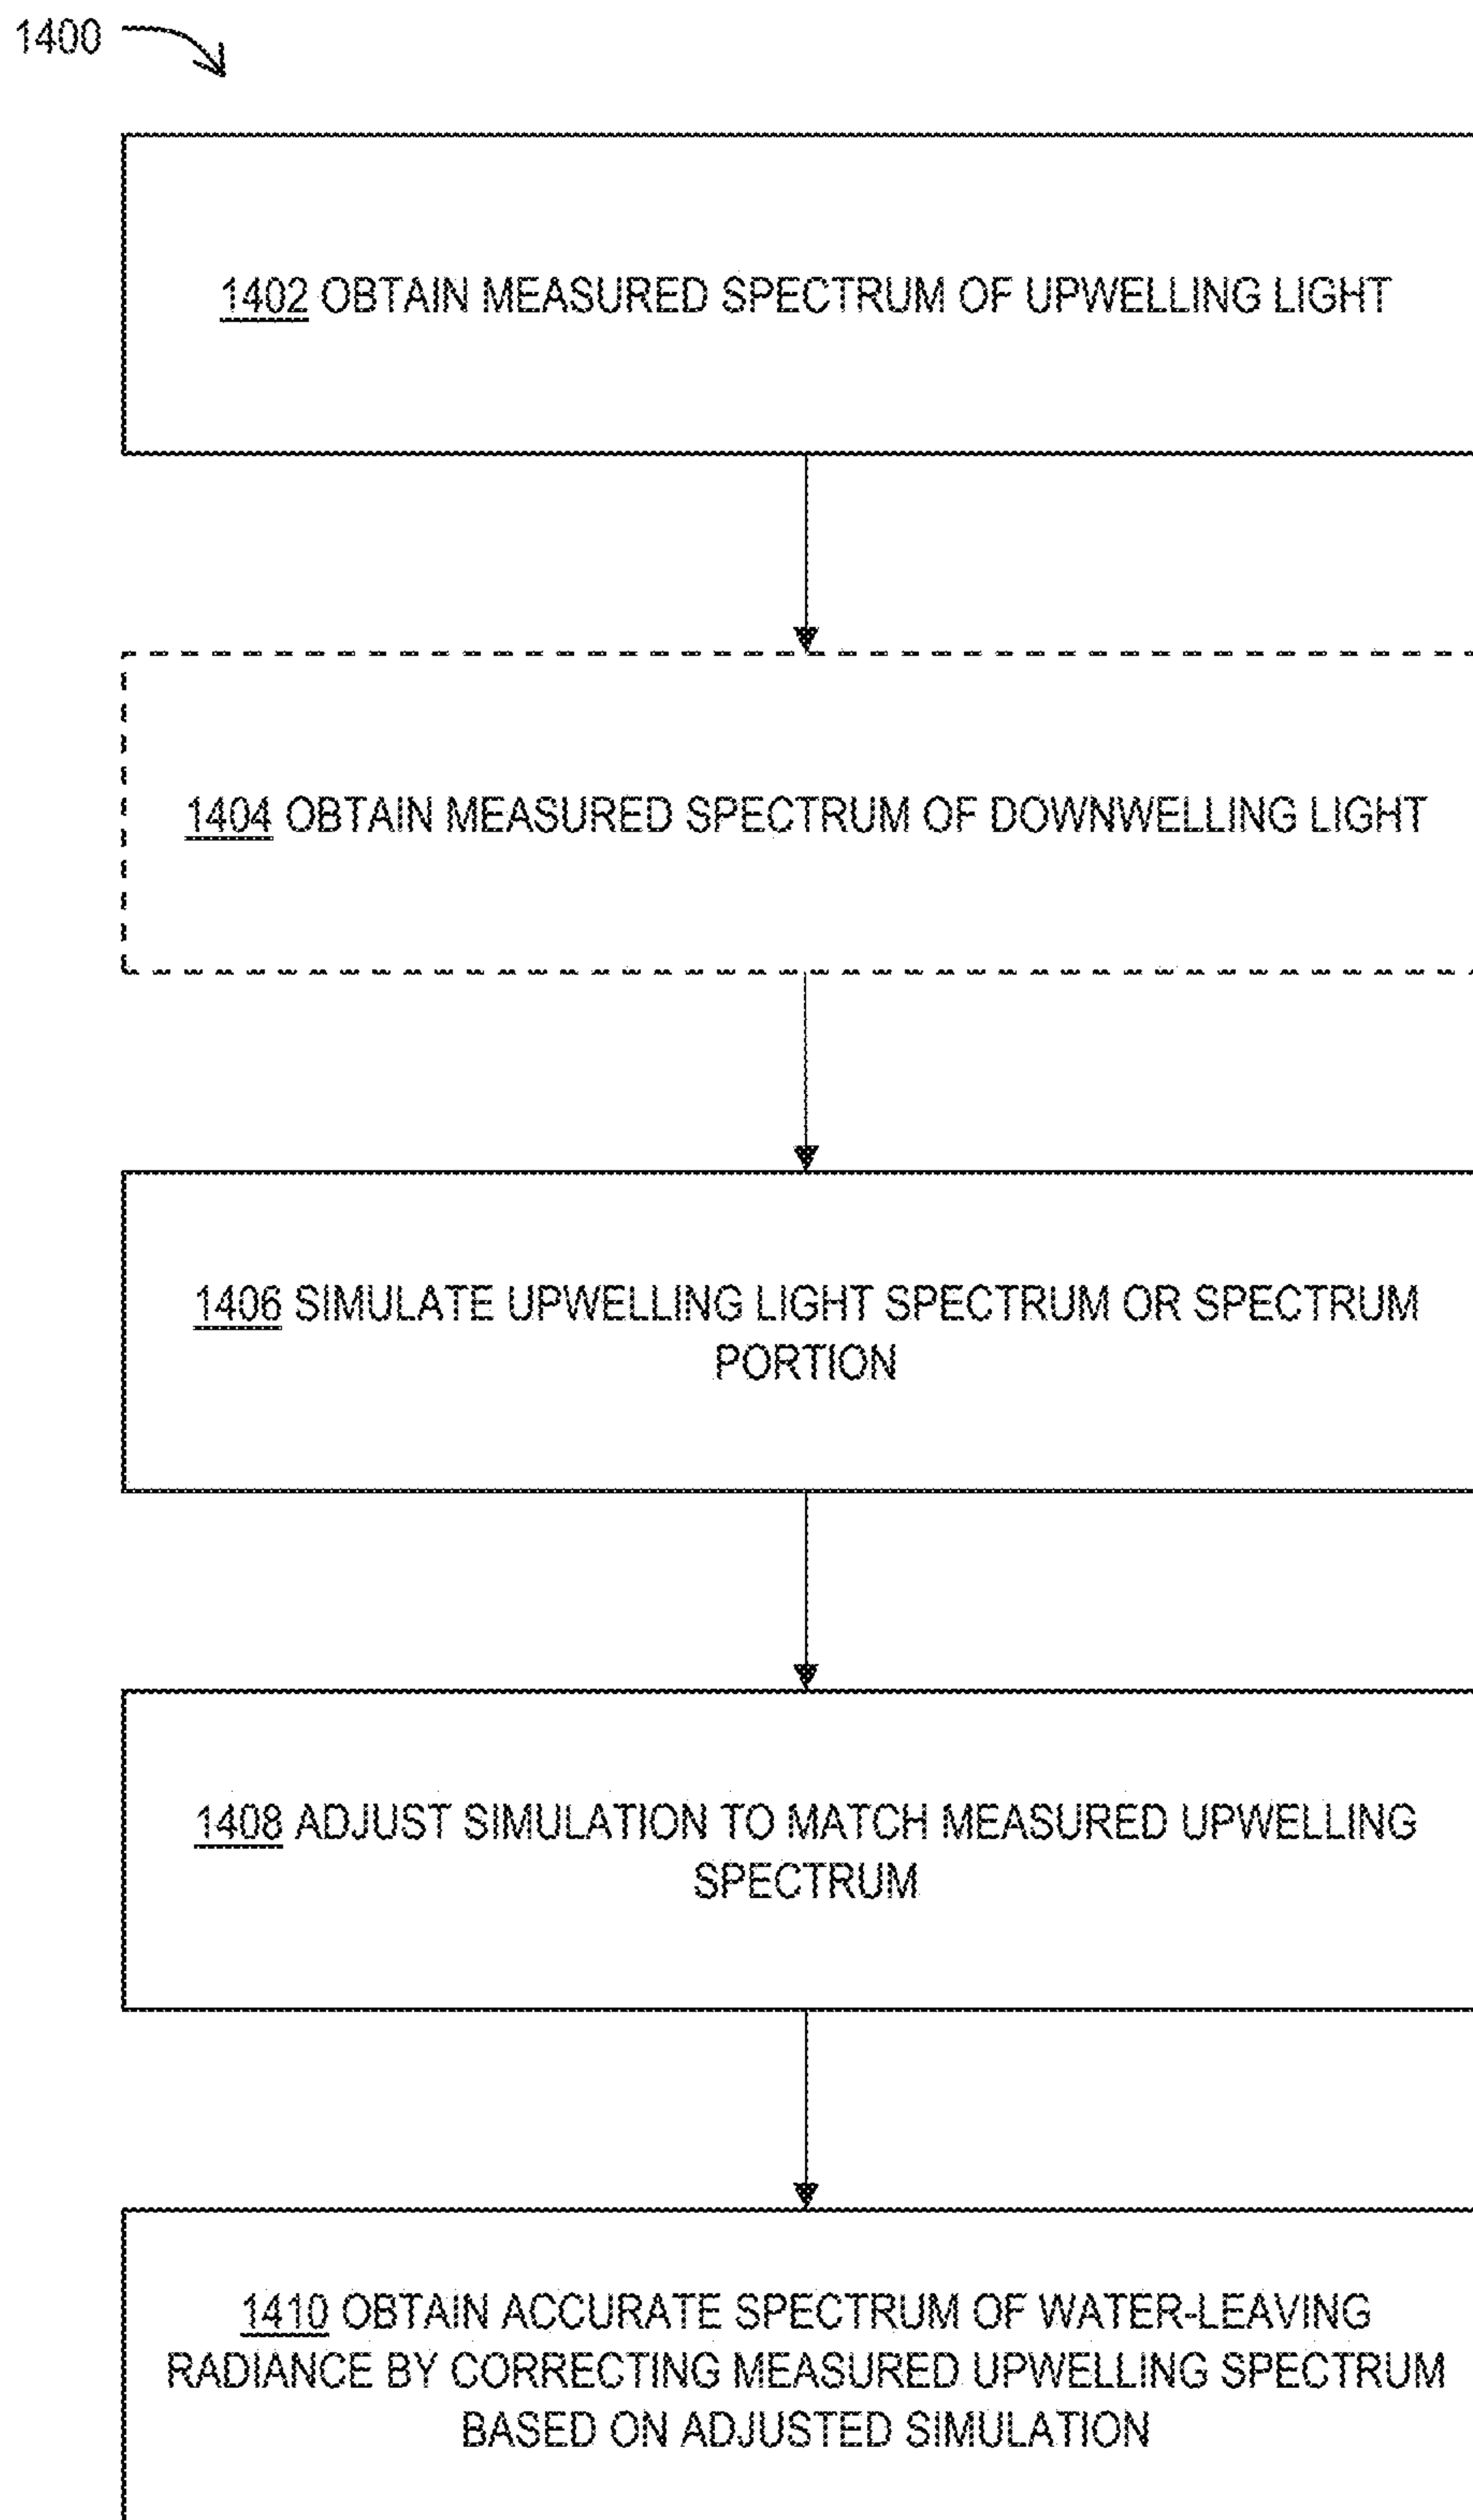 1400
1402 OBTAIN MEASURED SPECTRUM OF UPWELLING LIGHT
1404 OBTAIN MEASURED SPECTRUM OF DOWNWELLING LIGHT
1406 SIMULATE UPWELLING LIGHT SPECTRUM OR SPECTRUM
PORTION
1408 ADJUST SIMULATION TO MATCH MEASURED UPWELLING
SPECTRUM
1410 OBTAIN ACCURATE SPECTRUM OF WATER-LEAVING
RADIANCE BY CORRECTING MEASURED UPWELLING SPECTRUM
BASED ON ADJUSTED SIMULATION